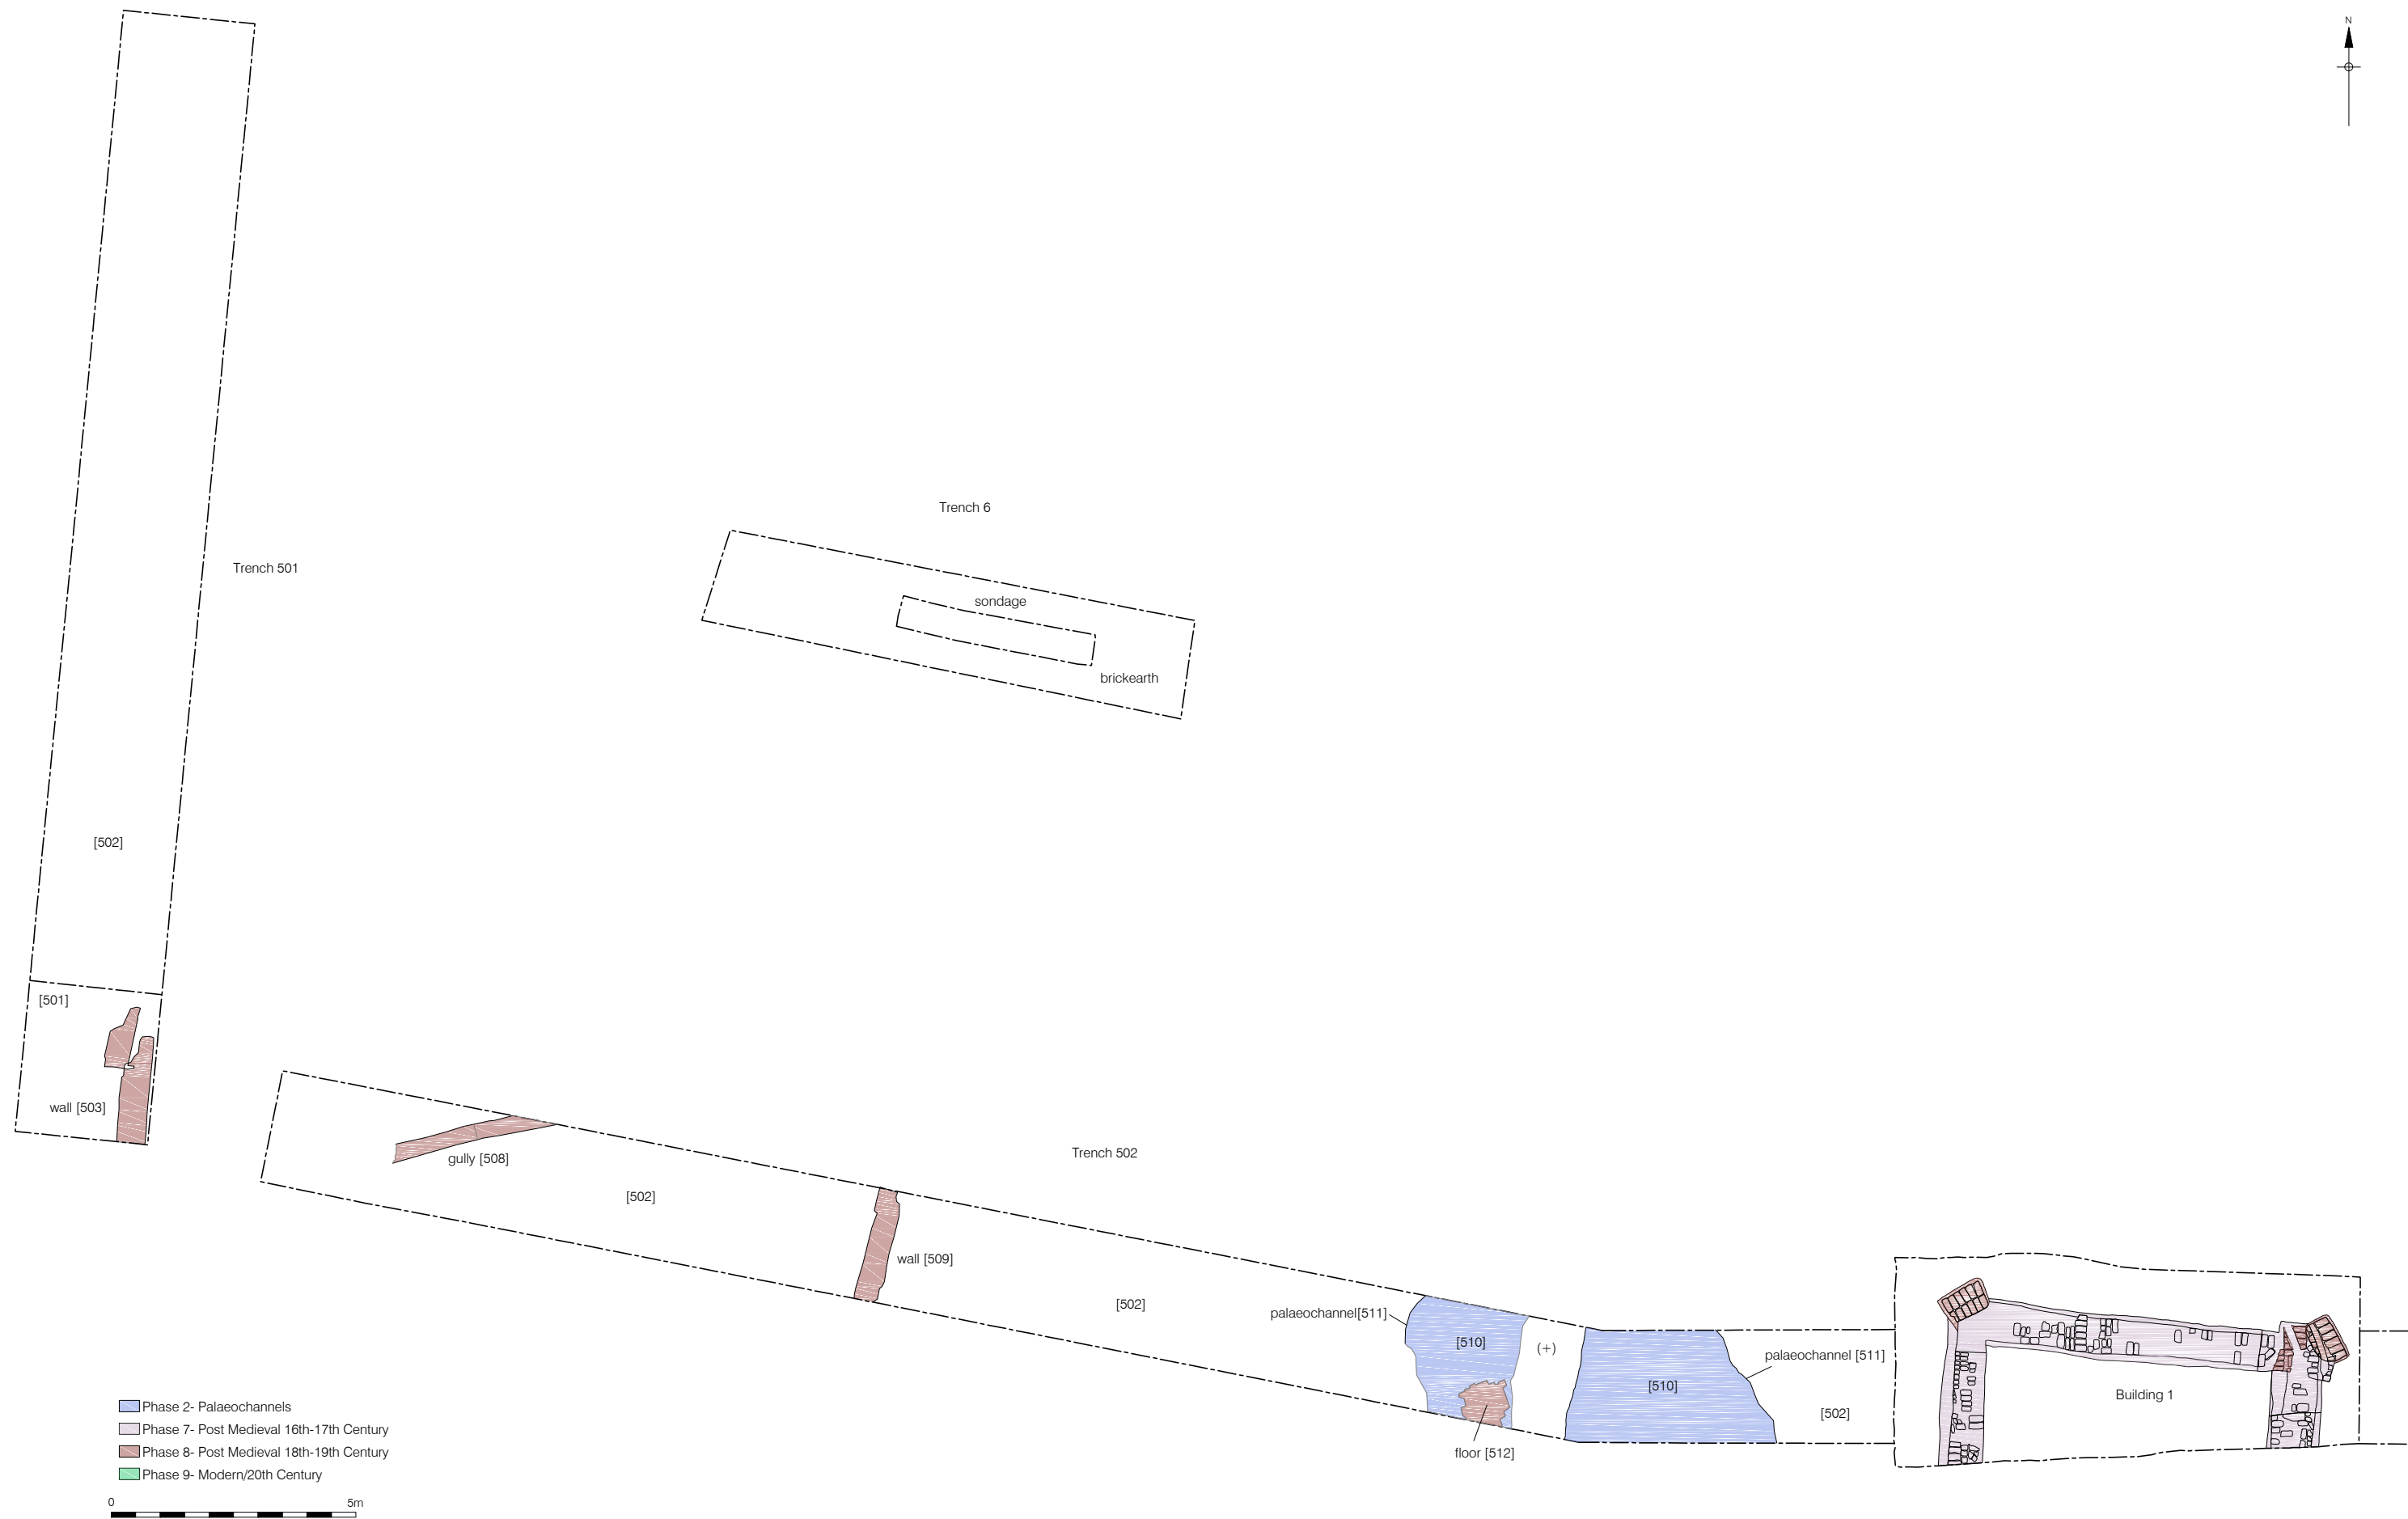 N
Trench 6
Trench 501
sondage
brickearth
[502]
[501]
wall [503]
Trench 502
gully [508]
[502]
wall [509]
[502]
palaeochannel[511]
[510]
(+)
palaeochannel [511]
[510]
[502]
Building 1
floor [512]
Phase 2- Palaeochannels
Phase 7- Post Medieval 16th-17th Century
Phase 8- Post Medieval 18th-19th Century
Phase 9- Modern/20th Century
0 5m